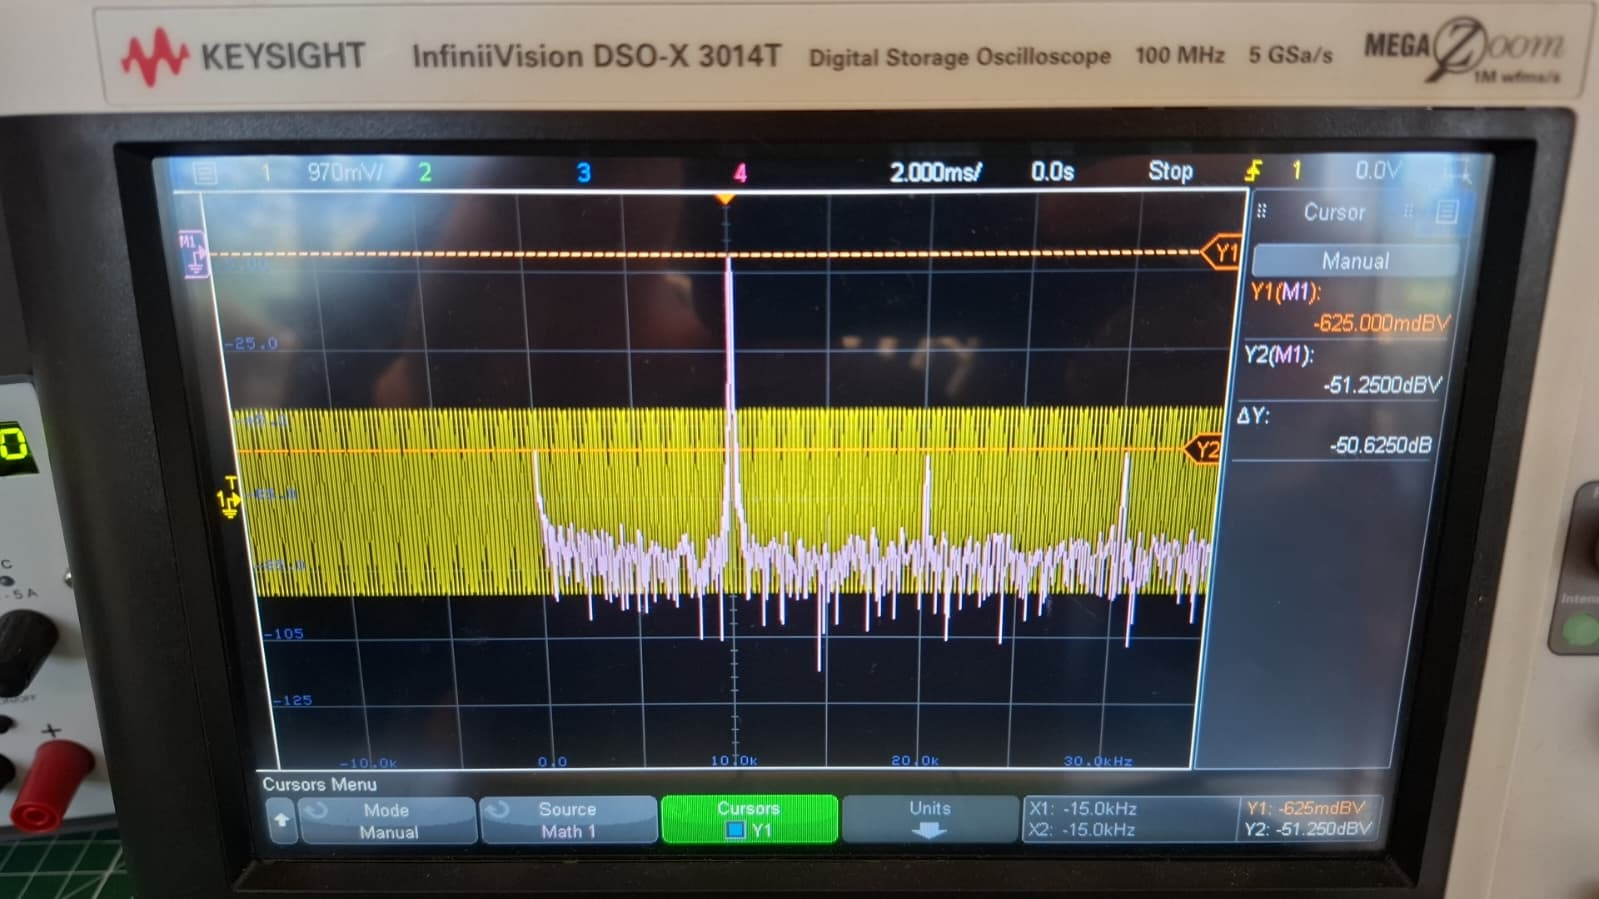 KEYSIGHT InfiniiVision DSO-X 3014T Digital Storage Oscilloscope 100 MHz 5 GSa/s MEGA Zoom
1M wfms/s
1 970mV/ 2 3 4 2.000ms/ 0.0s Stop 1 0.0V
Cursor
Manual
M1
Y1
Y1(M1):
-625.000mdBV
-25.0
Y2(M1):
-51.2500dBV
ΔY:
-50.6250dB
Y2
T
1
-105
-125
-10.0k 0.0 10.0k 20.0k 30.0kHz
Cursors Menu
Mode
Manual
Source
Math 1
Cursors
Y1
Units
X1: -15.0kHz
X2: -15.0kHz
Y1: -625mdBV
Y2: -51.250dBV
0
C
-5A
+